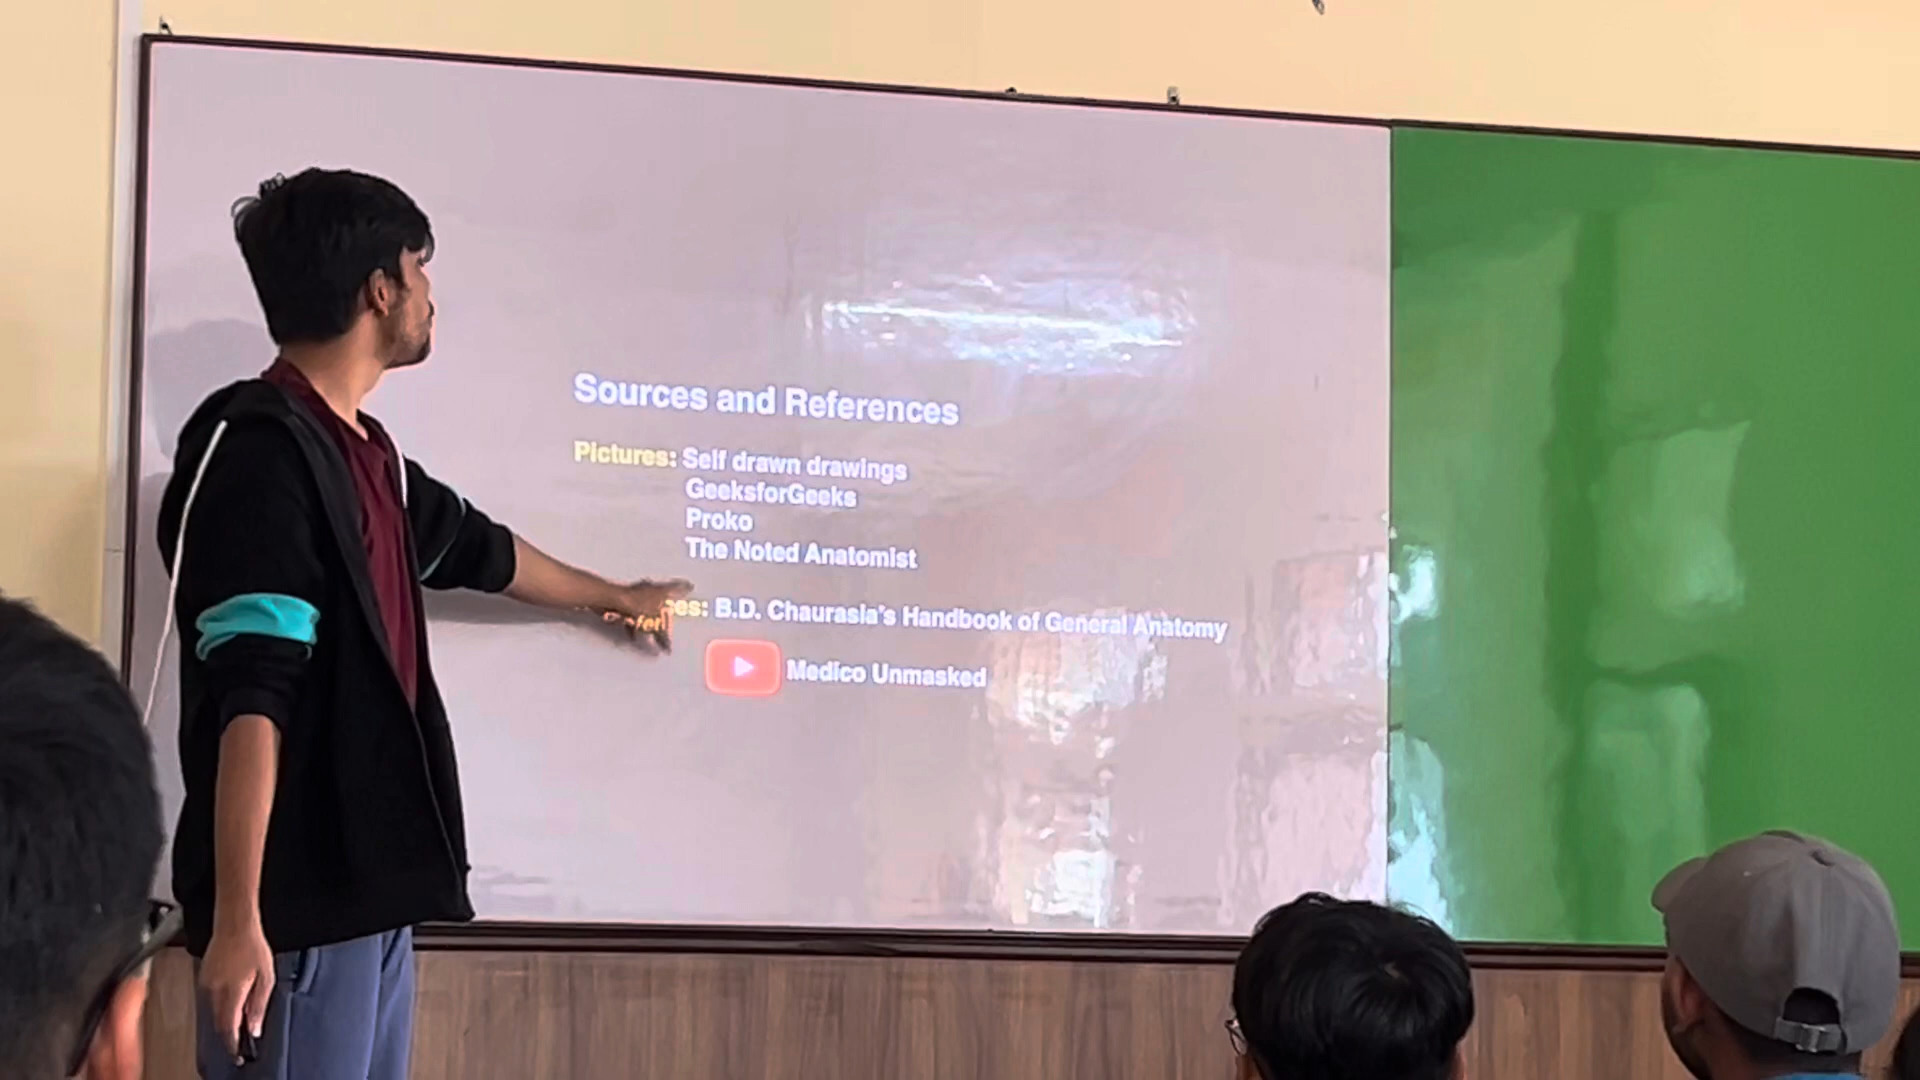 Sources and References
Pictures: Self drawn drawings
GeeksforGeeks
Proko
The Noted Anatomist
B.D. Chaurasia's Handbook of General Anatomy
Medico Unmasked